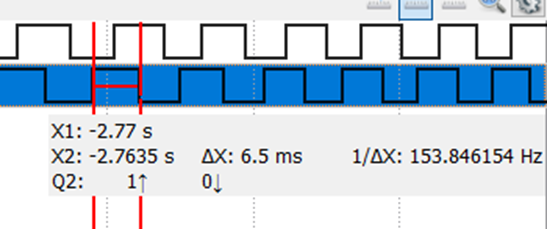 X1: -2.77 s
X2: -2.7635 s ΔX: 6.5 ms 1/ΔX: 153.846154 Hz
Q2: 1↑ 0↓